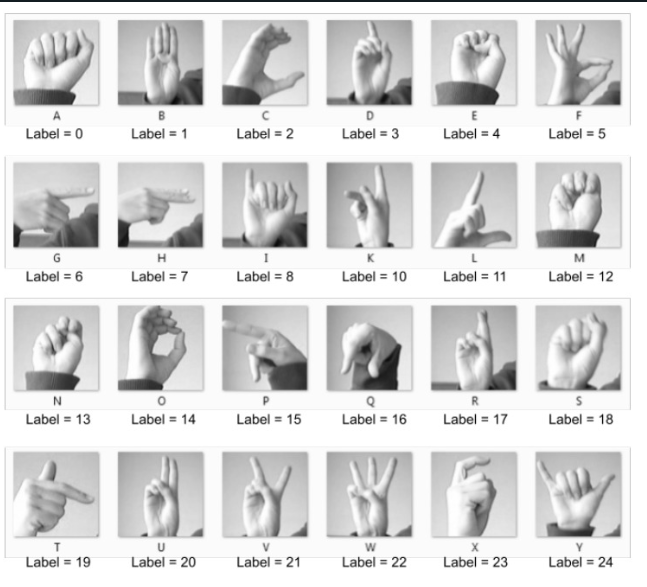 A B C D E F
Label = 0 Label = 1 Label = 2 Label = 3 Label = 4 Label = 5
G H I K L M
Label = 6 Label = 7 Label = 8 Label = 10 Label = 11 Label = 12
N O P Q R S
Label = 13 Label = 14 Label = 15 Label = 16 Label = 17 Label = 18
T U V W X Y
Label = 19 Label = 20 Label = 21 Label = 22 Label = 23 Label = 24